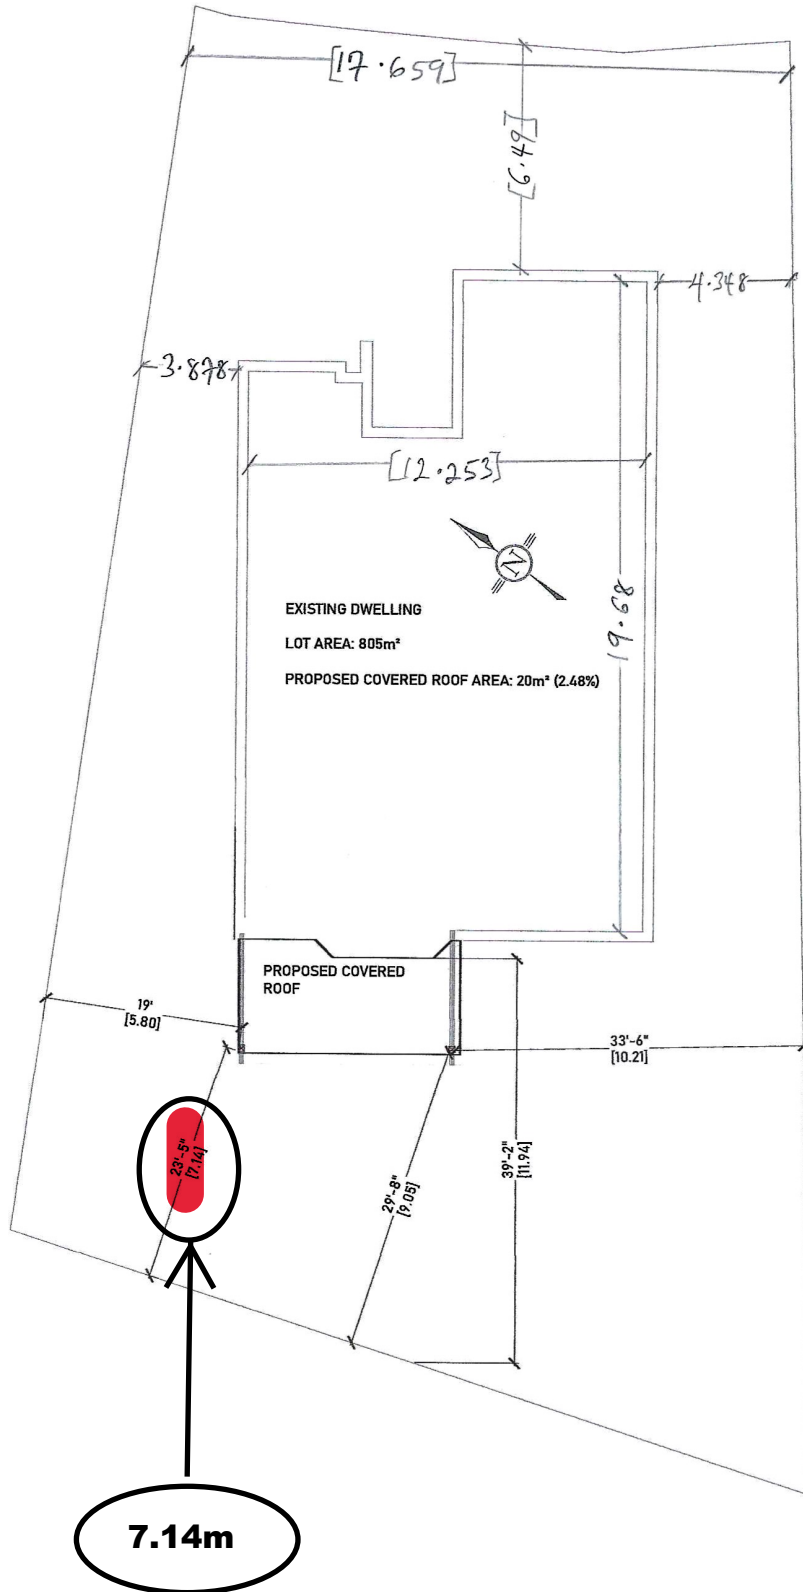 [17.659]
[6.49]
4.348
3.878
[12.253]
N
19.68
EXISTING DWELLING
LOT AREA: 805m²
PROPOSED COVERED ROOF AREA: 20m² (2.48%)
PROPOSED COVERED
ROOF
19'
[5.80]
33'-6"
[10.21]
23'-5"
[7.14]
29'-8"
[9.05]
39'-2"
[11.94]
7.14m